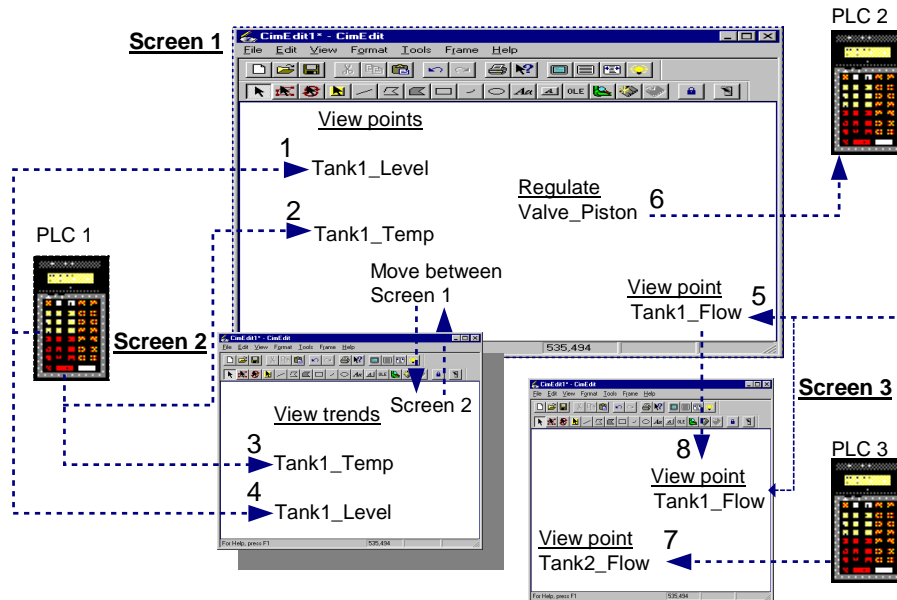 PLC 2
Screen 1
CimEdit1* - CimEdit
File Edit View Format Tools Frame Help
Aa A OLE
View points
1
Tank1_Level
2
Tank1_Temp
Regulate
Valve_Piston
6
PLC 1
Move between
Screen 1
View point
Tank1_Flow
5
535,494
Screen 2
CimEdit1* - CimEdit
File Edit View Format Tools Frame Help
View trends
Screen 2
3
Tank1_Temp
4
Tank1_Level
For Help, press F1
535,494
Screen 3
CimEdit1* - CimEdit
File Edit View Format Tools Frame Help
8
View point
Tank1_Flow
View point
Tank2_Flow
7
PLC 3
For Help, press F1
535,494